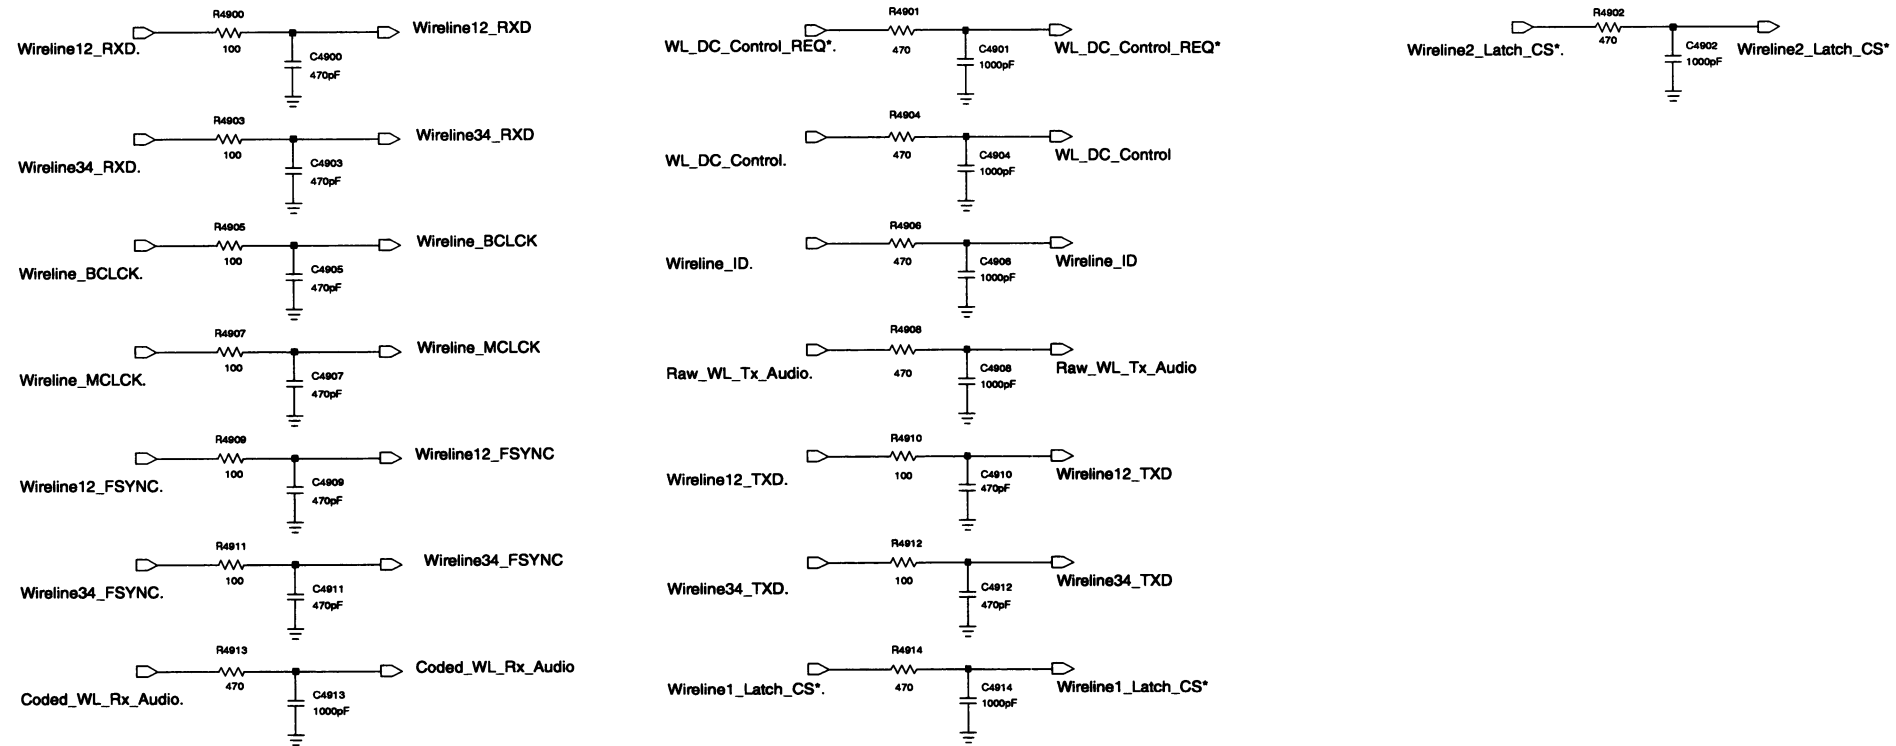 R4900
Wireline12_RXD
Wireline12_RXD.
100
C4900
470pF
R4903
Wireline34_RXD
Wireline34_RXD.
100
C4903
470pF
R4905
Wireline_BCLCK
Wireline_BCLCK.
100
C4905
470pF
R4907
Wireline_MCLCK
Wireline_MCLCK.
100
C4907
470pF
R4909
Wireline12_FSYNC
Wireline12_FSYNC.
100
C4909
470pF
R4911
Wireline34_FSYNC
Wireline34_FSYNC.
100
C4911
470pF
R4913
Coded_WL_Rx_Audio
Coded_WL_Rx_Audio.
470
C4913
1000pF
R4901
WL_DC_Control_REQ*.
470
C4901
1000pF
WL_DC_Control_REQ*
R4904
WL_DC_Control.
470
C4904
1000pF
WL_DC_Control
R4906
Wireline_ID.
470
C4906
1000pF
Wireline_ID
R4908
Raw_WL_Tx_Audio.
470
C4908
1000pF
Raw_WL_Tx_Audio
R4910
Wireline12_TXD.
100
C4910
470pF
Wireline12_TXD
R4912
Wireline34_TXD.
100
C4912
470pF
Wireline34_TXD
R4914
Wireline1_Latch_CS*.
470
C4914
1000pF
Wireline1_Latch_CS*
R4902
Wireline2_Latch_CS*.
470
C4902
1000pF
Wireline2_Latch_CS*